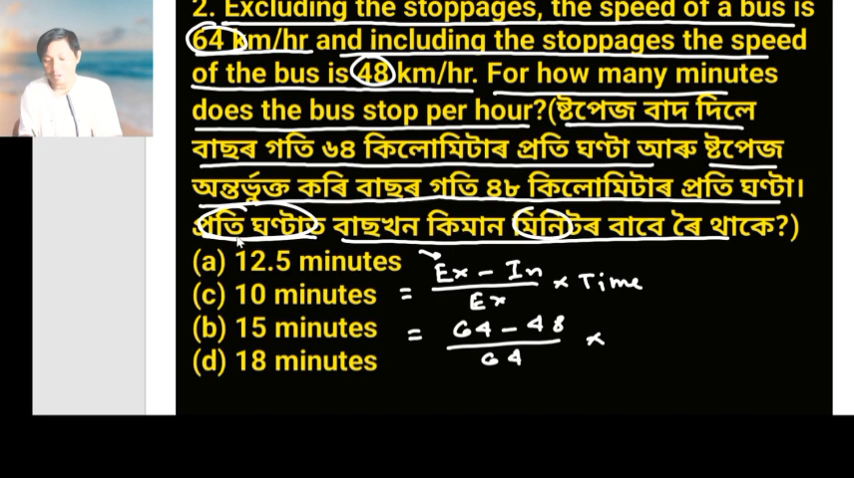 2. Excluding the stoppages, the speed of a bus is
64 km/hr and including the stoppages the speed
of the bus is 48 km/hr. For how many minutes
does the bus stop per hour?(ষ্টপেজ বাদ দিলে
বাছৰ গতি ৬৪ কিলোমিটাৰ প্ৰতি ঘণ্টা আৰু ষ্টপেজ
অন্তৰ্ভুক্ত কৰি বাছৰ গতি ৪৮ কিলোমিটাৰ প্ৰতি ঘণ্টা।
প্ৰতি ঘণ্টাত বাছখন কিমান মিনিটৰ বাবে ৰৈ থাকে?)
(a) 12.5 minutes
(c) 10 minutes
(b) 15 minutes
(d) 18 minutes
= Ex - In / Ex × Time
= 64 - 48 / 64 ×